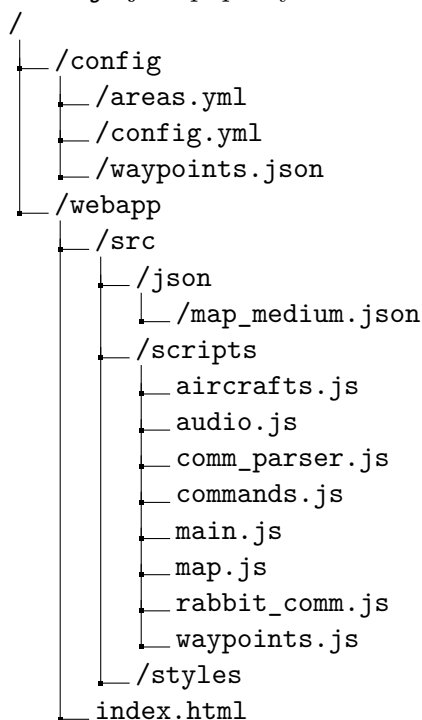 /
/config
/areas.yml
/config.yml
/waypoints.json
/webapp
/src
/json
/map_medium.json
/scripts
aircrafts.js
audio.js
comm_parser.js
commands.js
main.js
map.js
rabbit_comm.js
waypoints.js
/styles
index.html